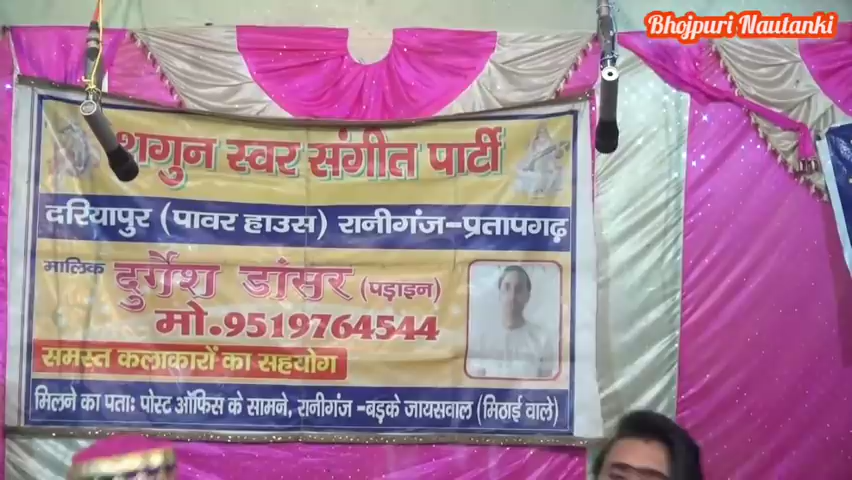 Bhojpuri Nautanki
शगुन स्वर संगीत पार्टी
दरियापुर (पावर हाउस) रानीगंज-प्रतापगढ़
मालिक दुर्गेश डांसर (पड़ाइन)
मो.9519764544
समस्त कलाकारों का सहयोग
मिलने का पता: पोस्ट ऑफिस के सामने, रानीगंज -बड़के जायसवाल (मिठाई वाले)